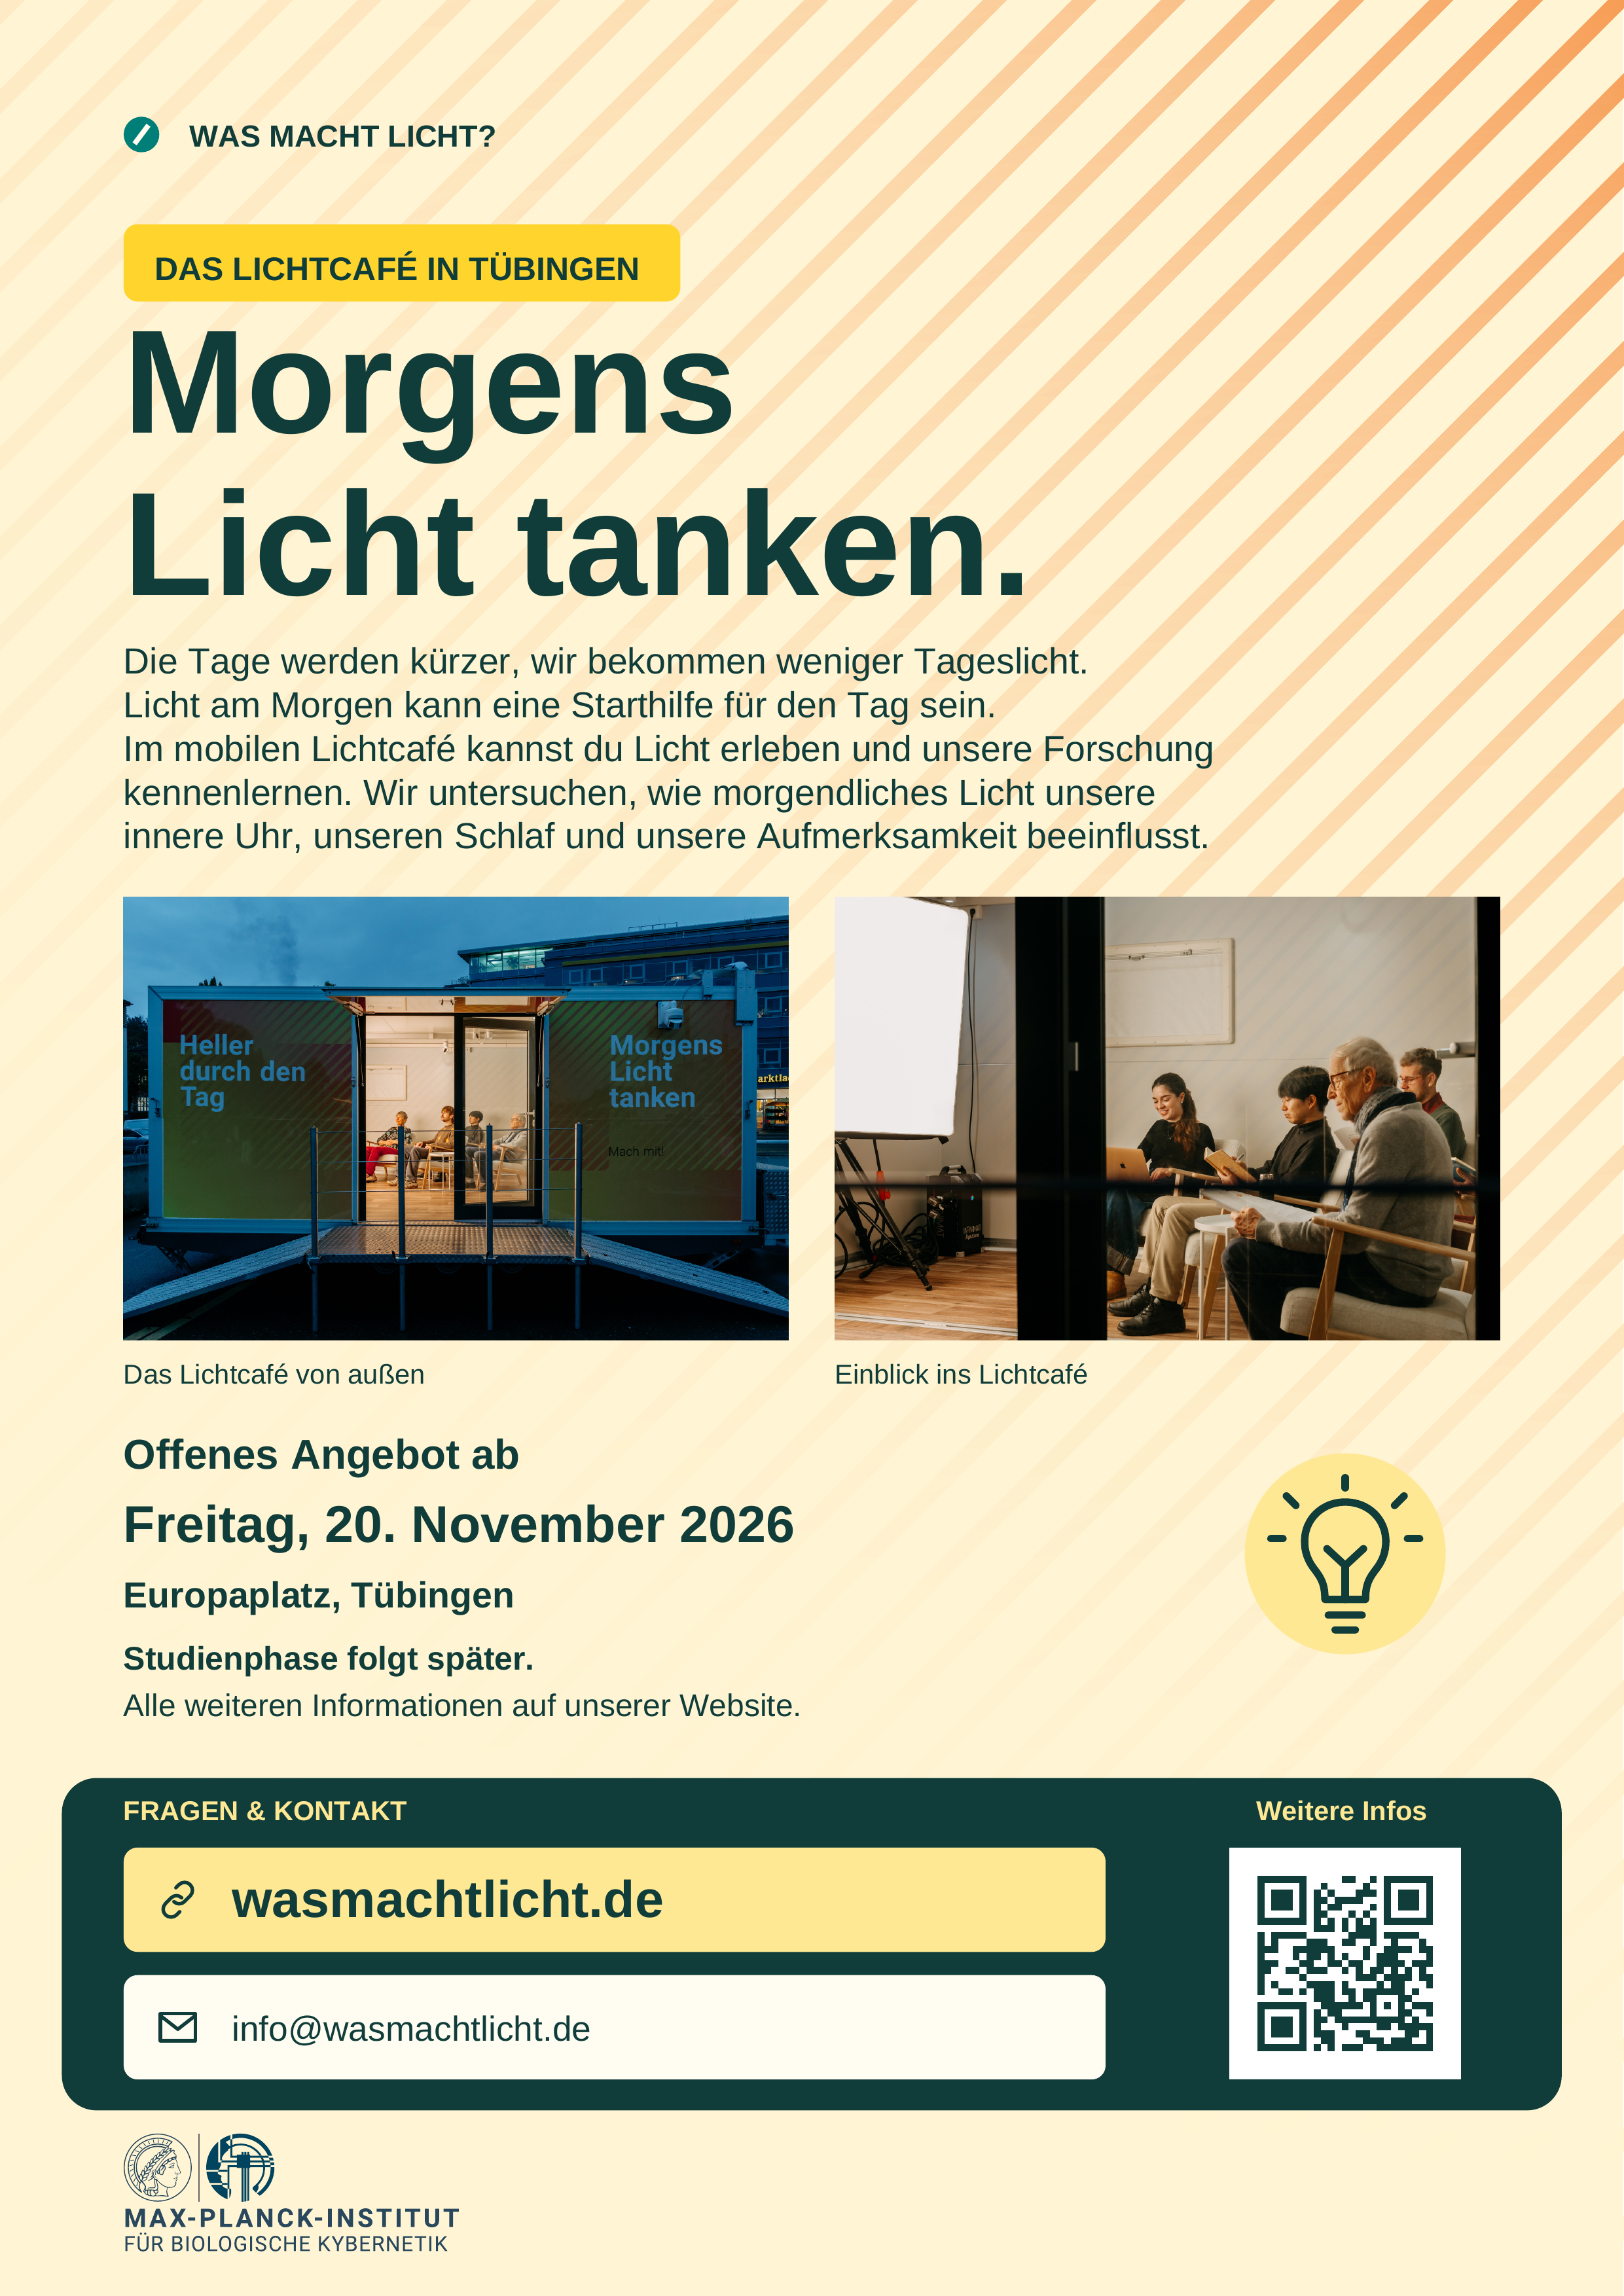 WAS MACHT LICHT?
DAS LICHTCAFÉ IN TÜBINGEN
Morgens
Licht tanken.
Die Tage werden kürzer, wir bekommen weniger Tageslicht.
Licht am Morgen kann eine Starthilfe für den Tag sein.
Im mobilen Lichtcafé kannst du Licht erleben und unsere Forschung
kennenlernen. Wir untersuchen, wie morgendliches Licht unsere
innere Uhr, unseren Schlaf und unsere Aufmerksamkeit beeinflusst.
Heller
durch den
Tag
Morgens
Licht
tanken
Mach mit!
arktla
Das Lichtcafé von außen
Einblick ins Lichtcafé
Offenes Angebot ab
Freitag, 20. November 2026
Europaplatz, Tübingen
Studienphase folgt später.
Alle weiteren Informationen auf unserer Website.
FRAGEN & KONTAKT
wasmachtlicht.de
info@wasmachtlicht.de
Weitere Infos
MAX-PLANCK-INSTITUT
FÜR BIOLOGISCHE KYBERNETIK